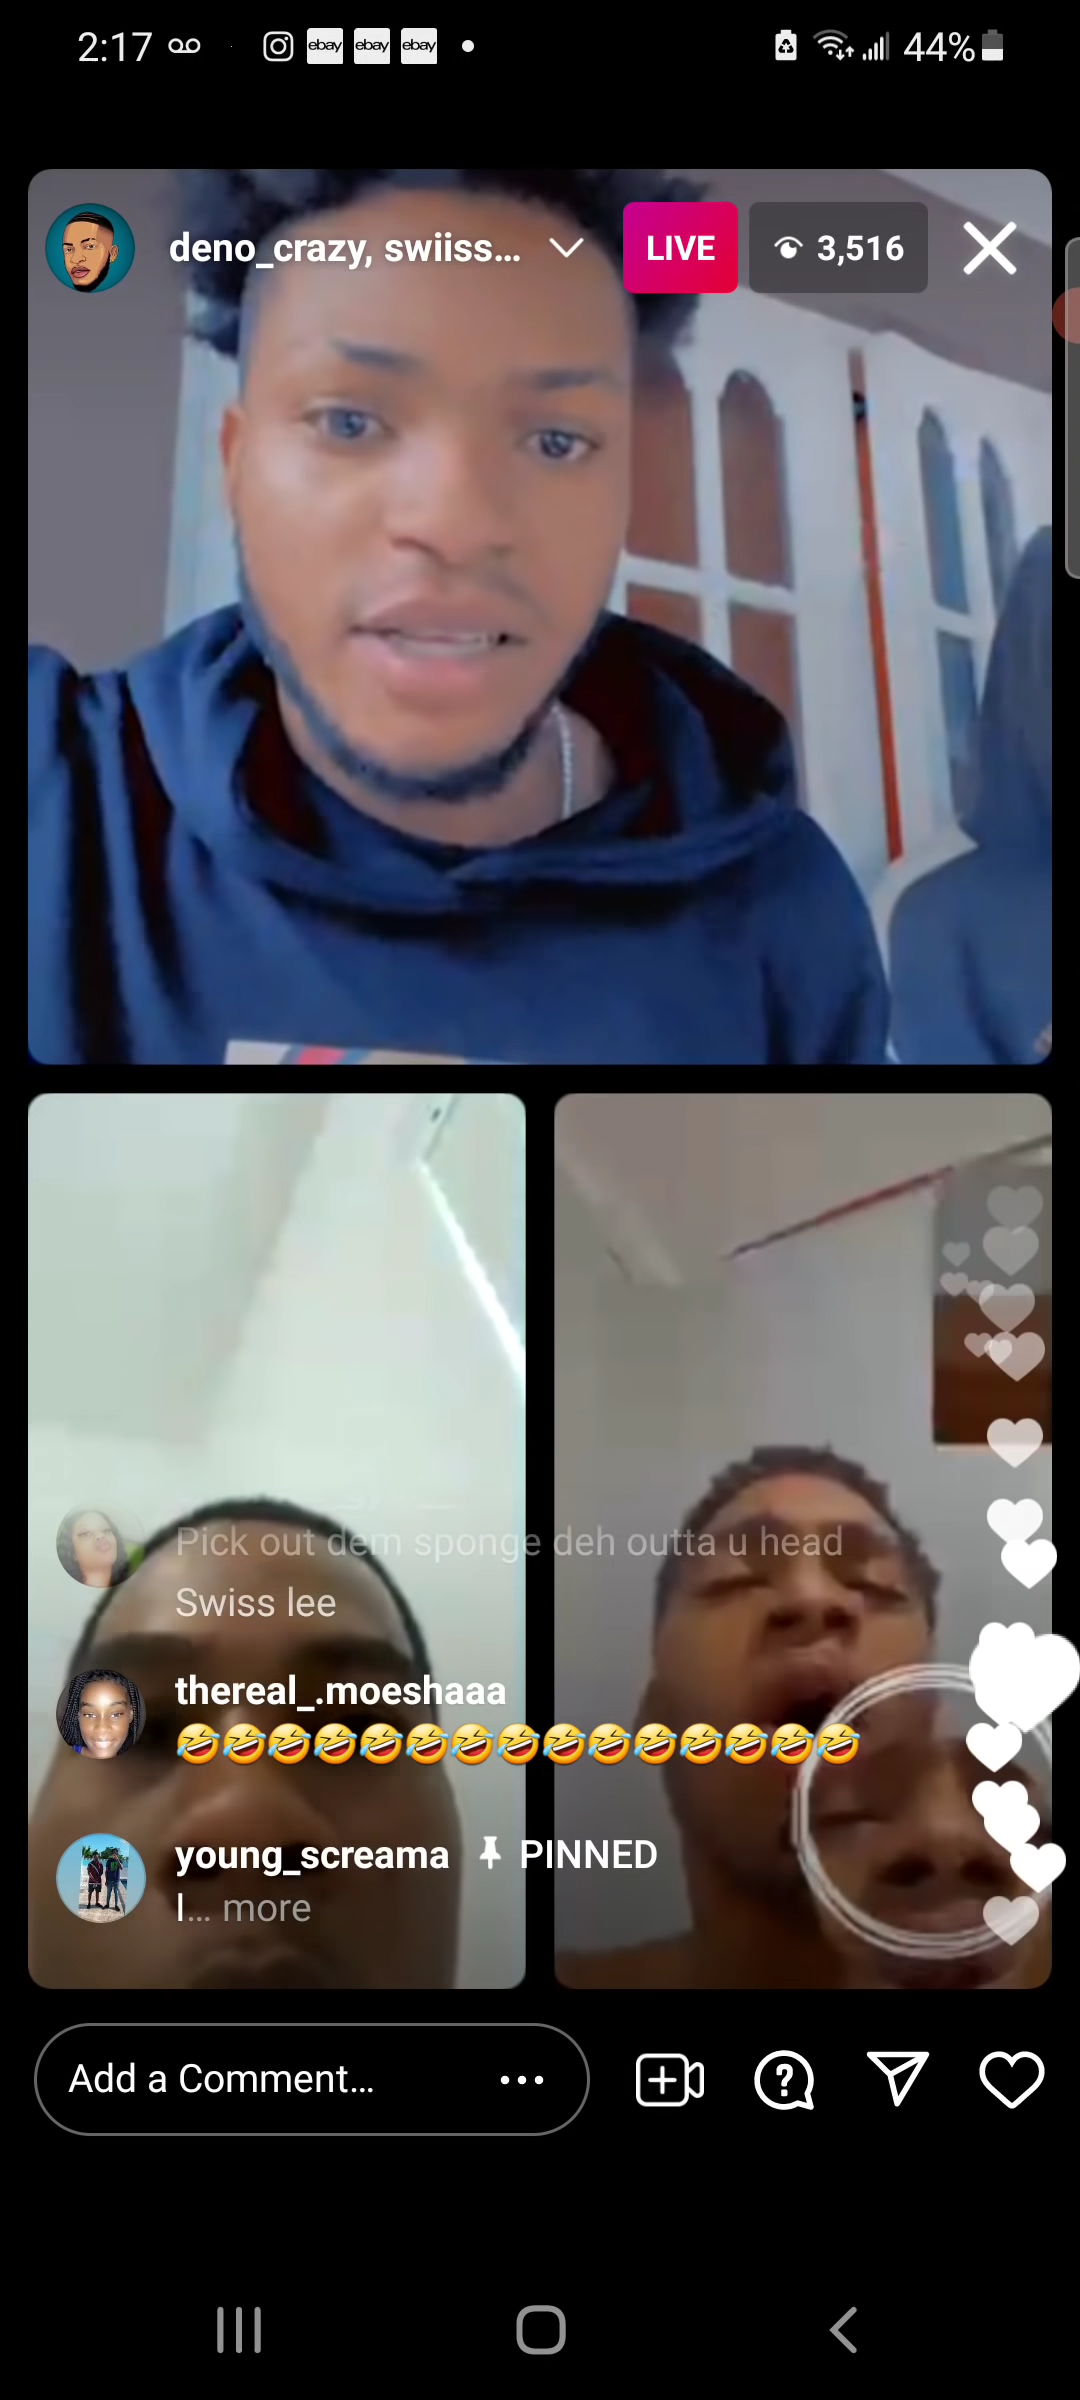 2:17
ebay ebay ebay
44%
deno_crazy, swiiss...
LIVE
3,516
Pick out dem sponge deh outta u head
Swiss lee
thereal_.moeshaaa
🤣🤣🤣🤣🤣🤣🤣🤣🤣🤣🤣🤣🤣🤣🤣
young_screama PINNED
I... more
Add a Comment...